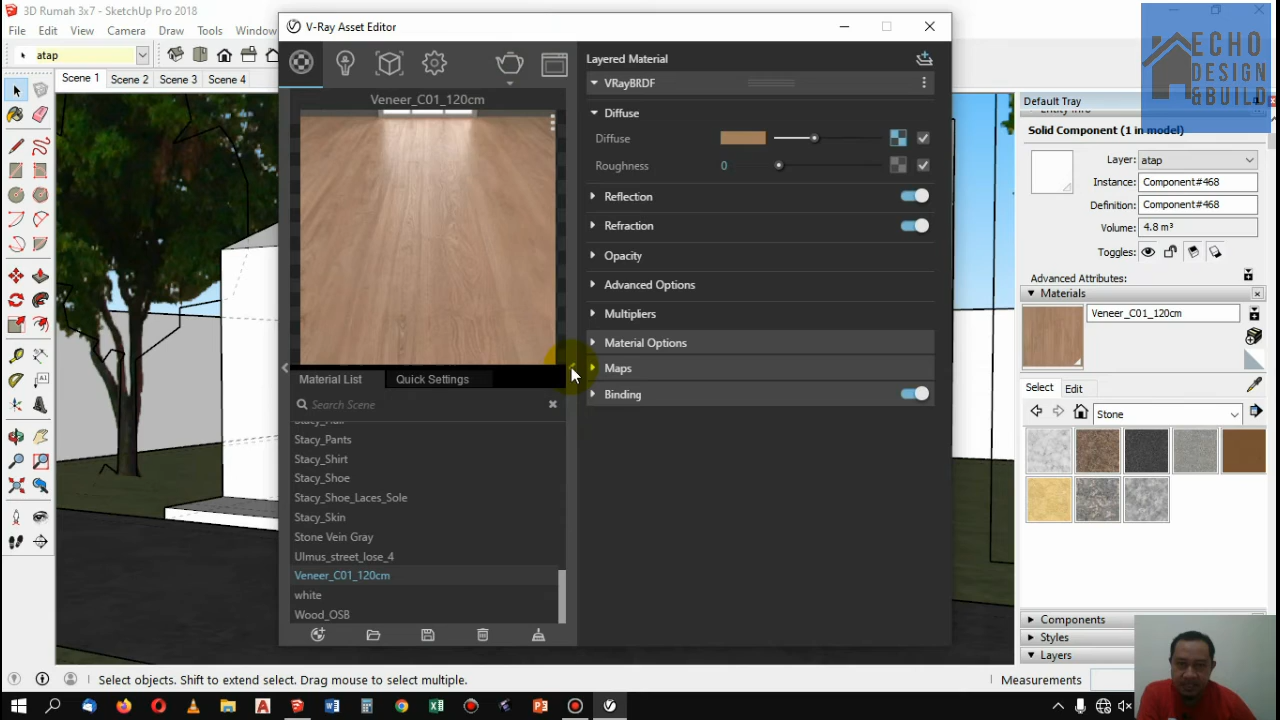 3D Rumah 3x7 - SketchUp Pro 2018
File Edit View Camera Draw Tools Window
atap
Scene 1 Scene 2 Scene 3 Scene 4
V-Ray Asset Editor
Veneer_C01_120cm
Material List Quick Settings
Search Scene
Stacy_Hair
Stacy_Pants
Stacy_Shirt
Stacy_Shoe
Stacy_Shoe_Laces_Sole
Stacy_Skin
Stone Vein Gray
Ulmus_street_lose_4
Veneer_C01_120cm
white
Wood_OSB
Layered Material
VRayBRDF
Diffuse
Diffuse
Roughness 0
Reflection
Refraction
Opacity
Advanced Options
Multipliers
Material Options
Maps
Binding
ECHO
DESIGN
&BUILD
Default Tray
Entity Info
Solid Component (1 in model)
Layer: atap
Instance: Component#468
Definition: Component#468
Volume: 4.8 m³
Toggles:
Advanced Attributes:
Materials
Veneer_C01_120cm
Select Edit
Stone
Components
Styles
Layers
Select objects. Shift to extend select. Drag mouse to select multiple.
Measurements